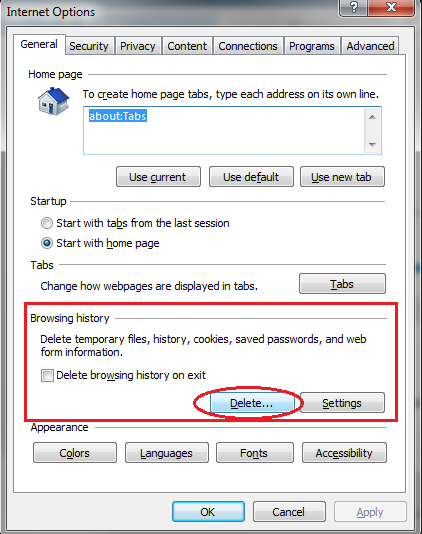 Internet Options
?
General Security Privacy Content Connections Programs Advanced
Home page
To create home page tabs, type each address on its own line.
about:Tabs
Use current Use default Use new tab
Startup
Start with tabs from the last session
Start with home page
Tabs
Change how webpages are displayed in tabs. Tabs
Browsing history
Delete temporary files, history, cookies, saved passwords, and web
form information.
Delete browsing history on exit
Delete... Settings
Appearance
Colors Languages Fonts Accessibility
OK Cancel Apply